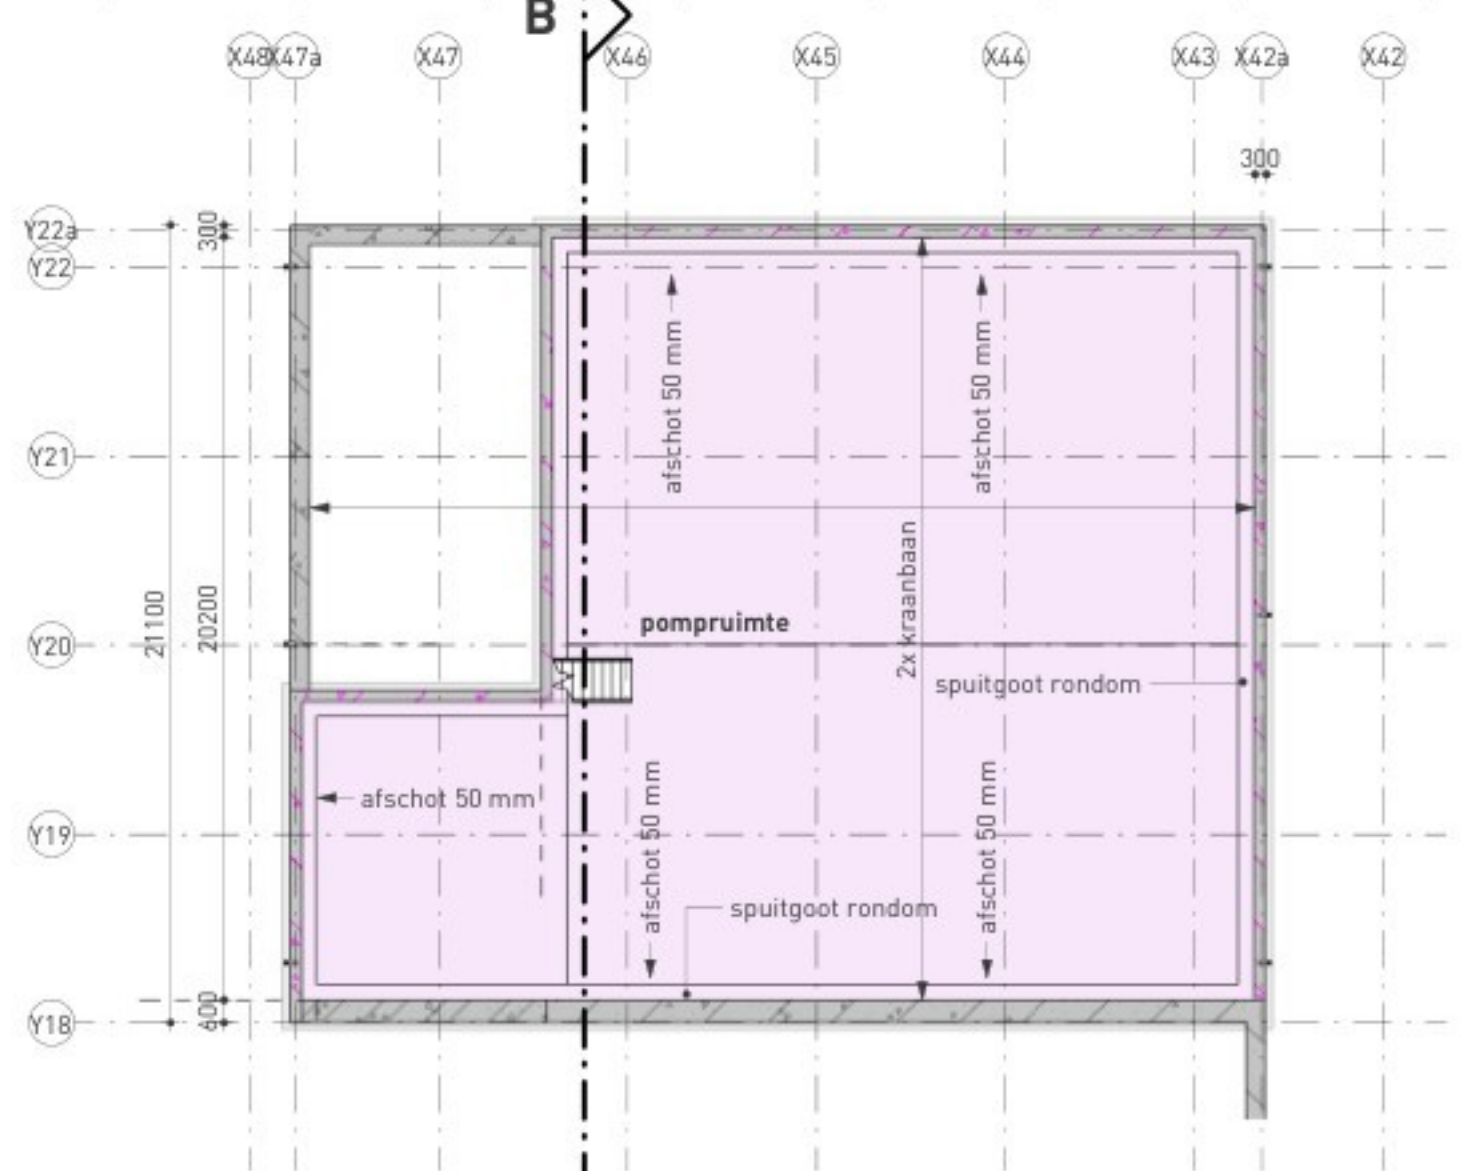 B
X48
X47a
X47
X46
X45
X44
X43
X42a
X42
300
Y22a
300
Y22
afschot 50 mm
afschot 50 mm
Y21
21100
20200
2x kraanbaan
pompruimte
Y20
spuitgoot rondom
afschot 50 mm
afschot 50 mm
afschot 50 mm
Y19
spuitgoot rondom
600
Y18